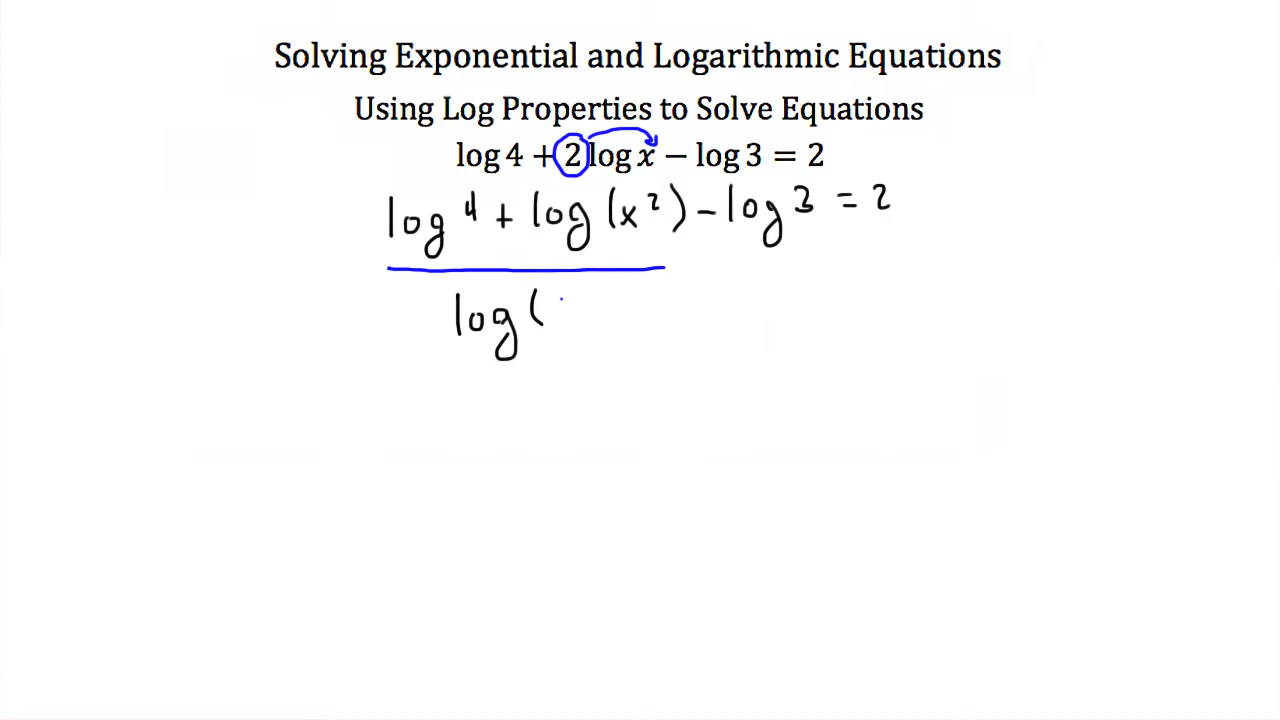 Solving Exponential and Logarithmic Equations
Using Log Properties to Solve Equations
log 4 + 2 log x − log 3 = 2
log 4 + log (x²) − log 3 = 2
log (